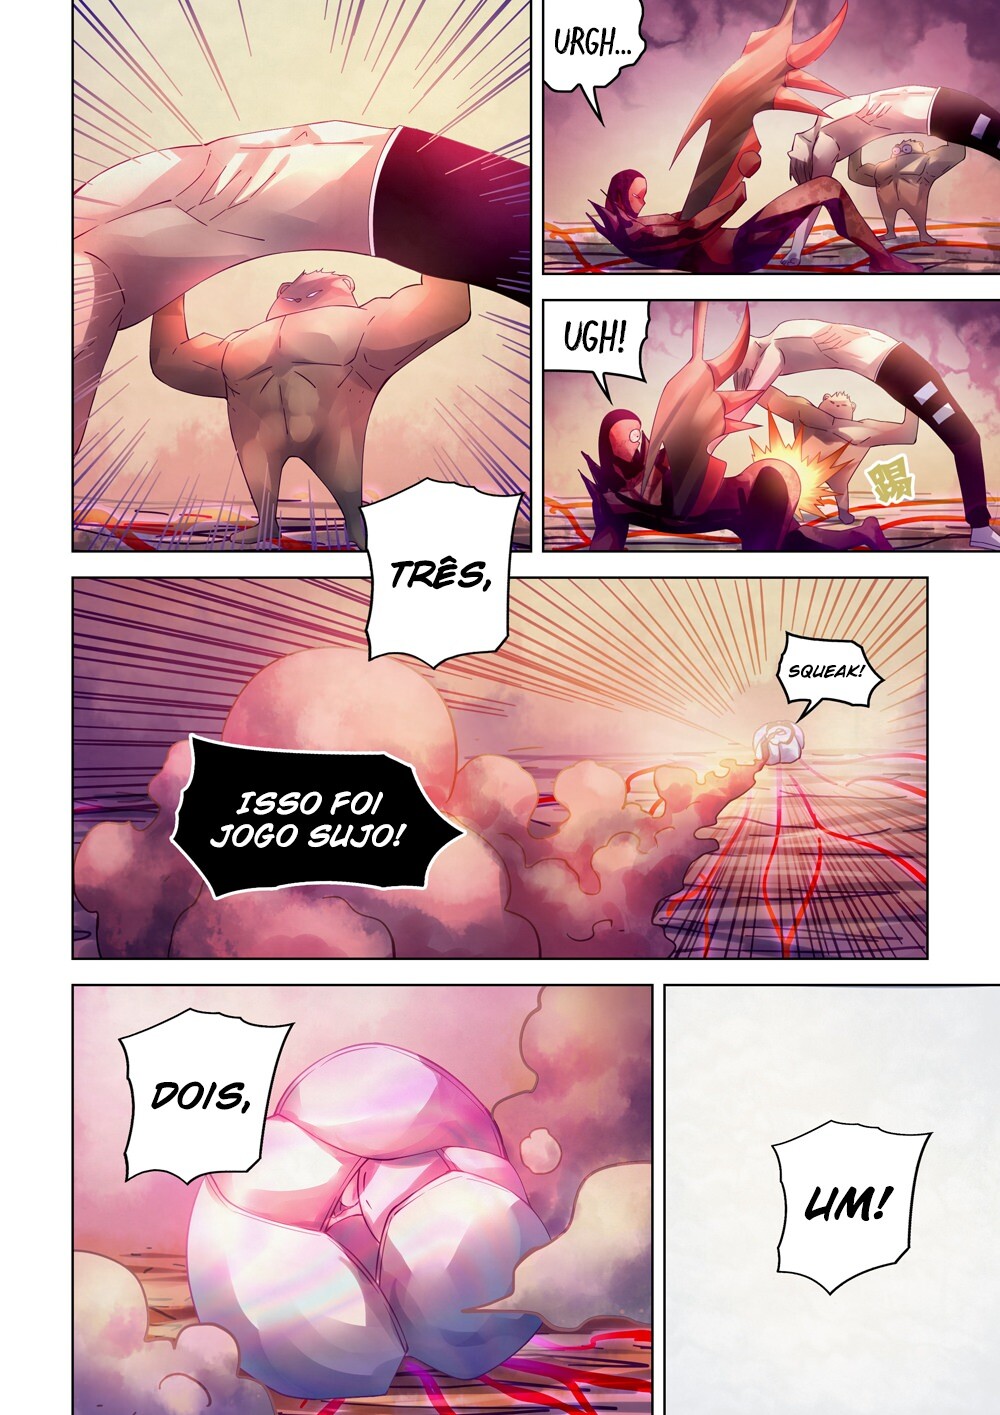 URGH...
UGH!
踢
TRÊS,
SQUEAK!
ISSO FOI
JOGO SUJO!
DOIS,
UM!